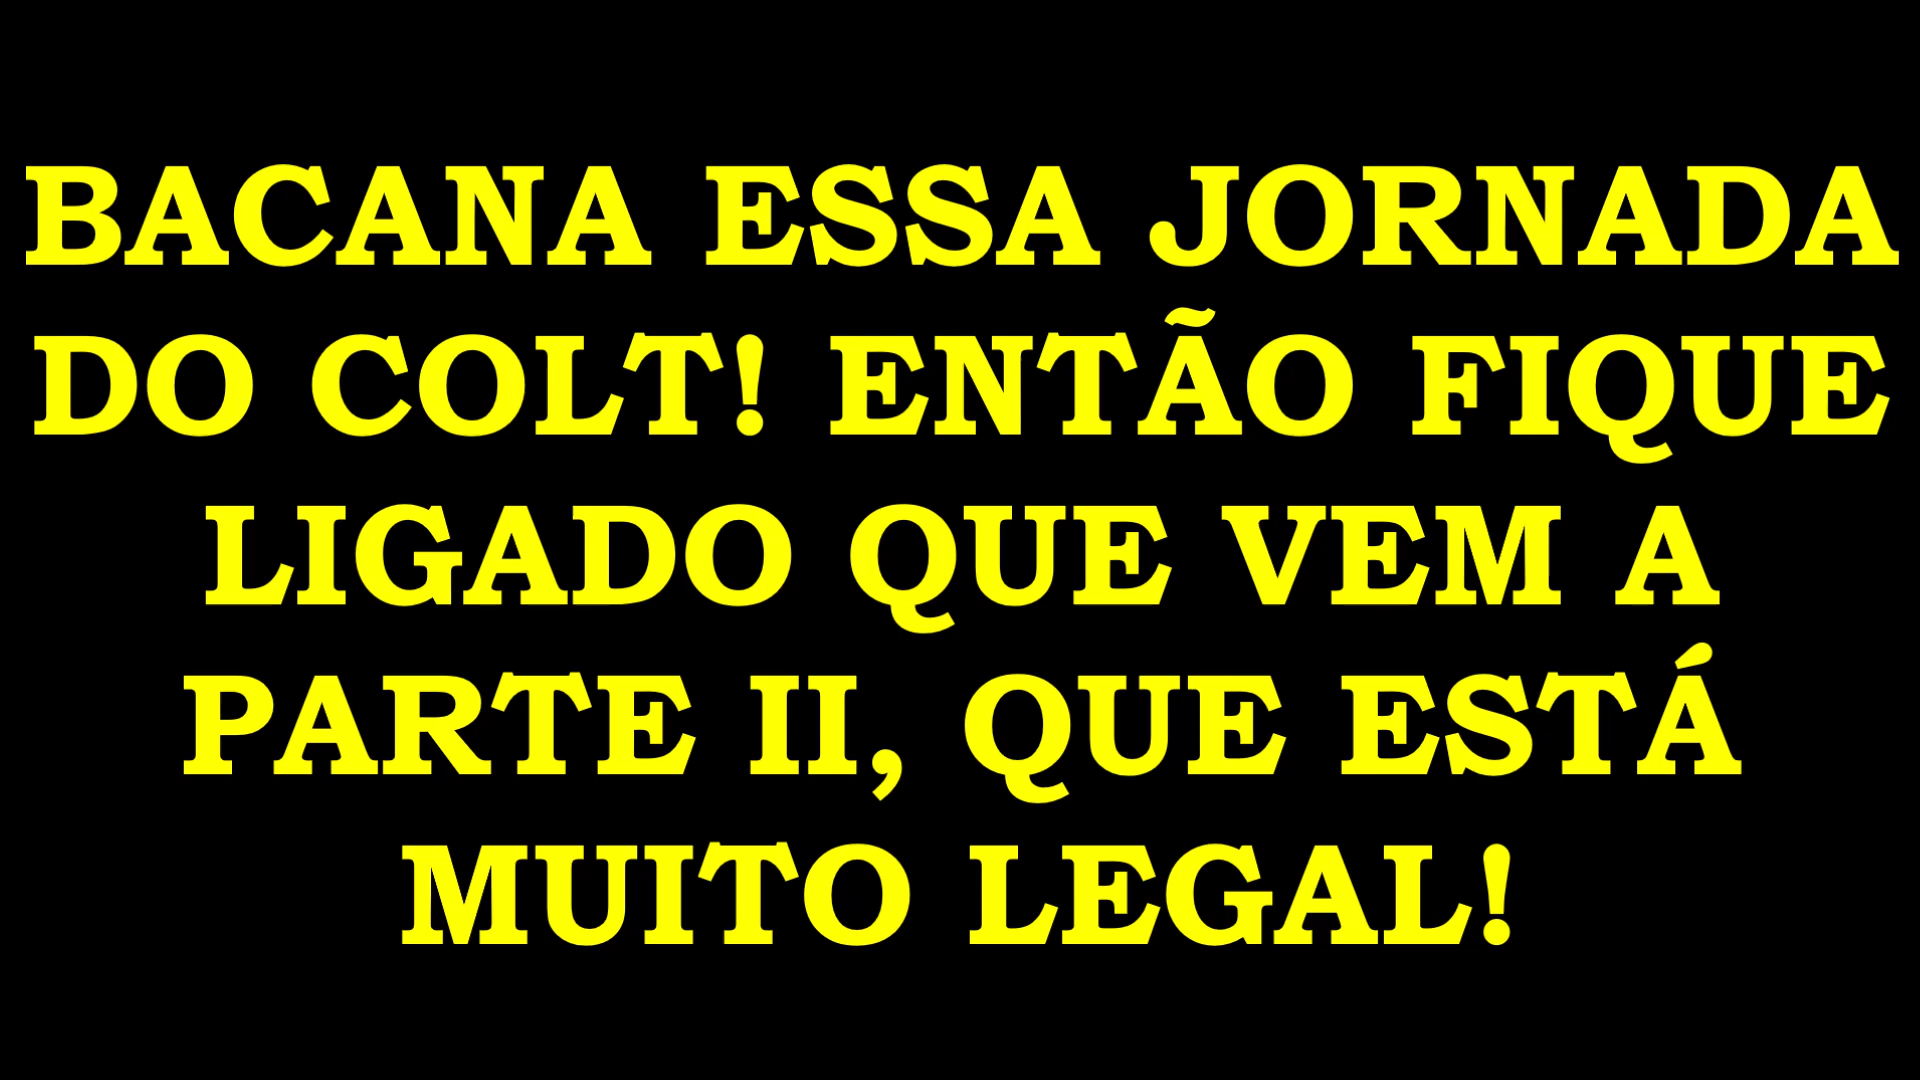 BACANA ESSA JORNADA
DO COLT! ENTÃO FIQUE
LIGADO QUE VEM A
PARTE II, QUE ESTÁ
MUITO LEGAL!